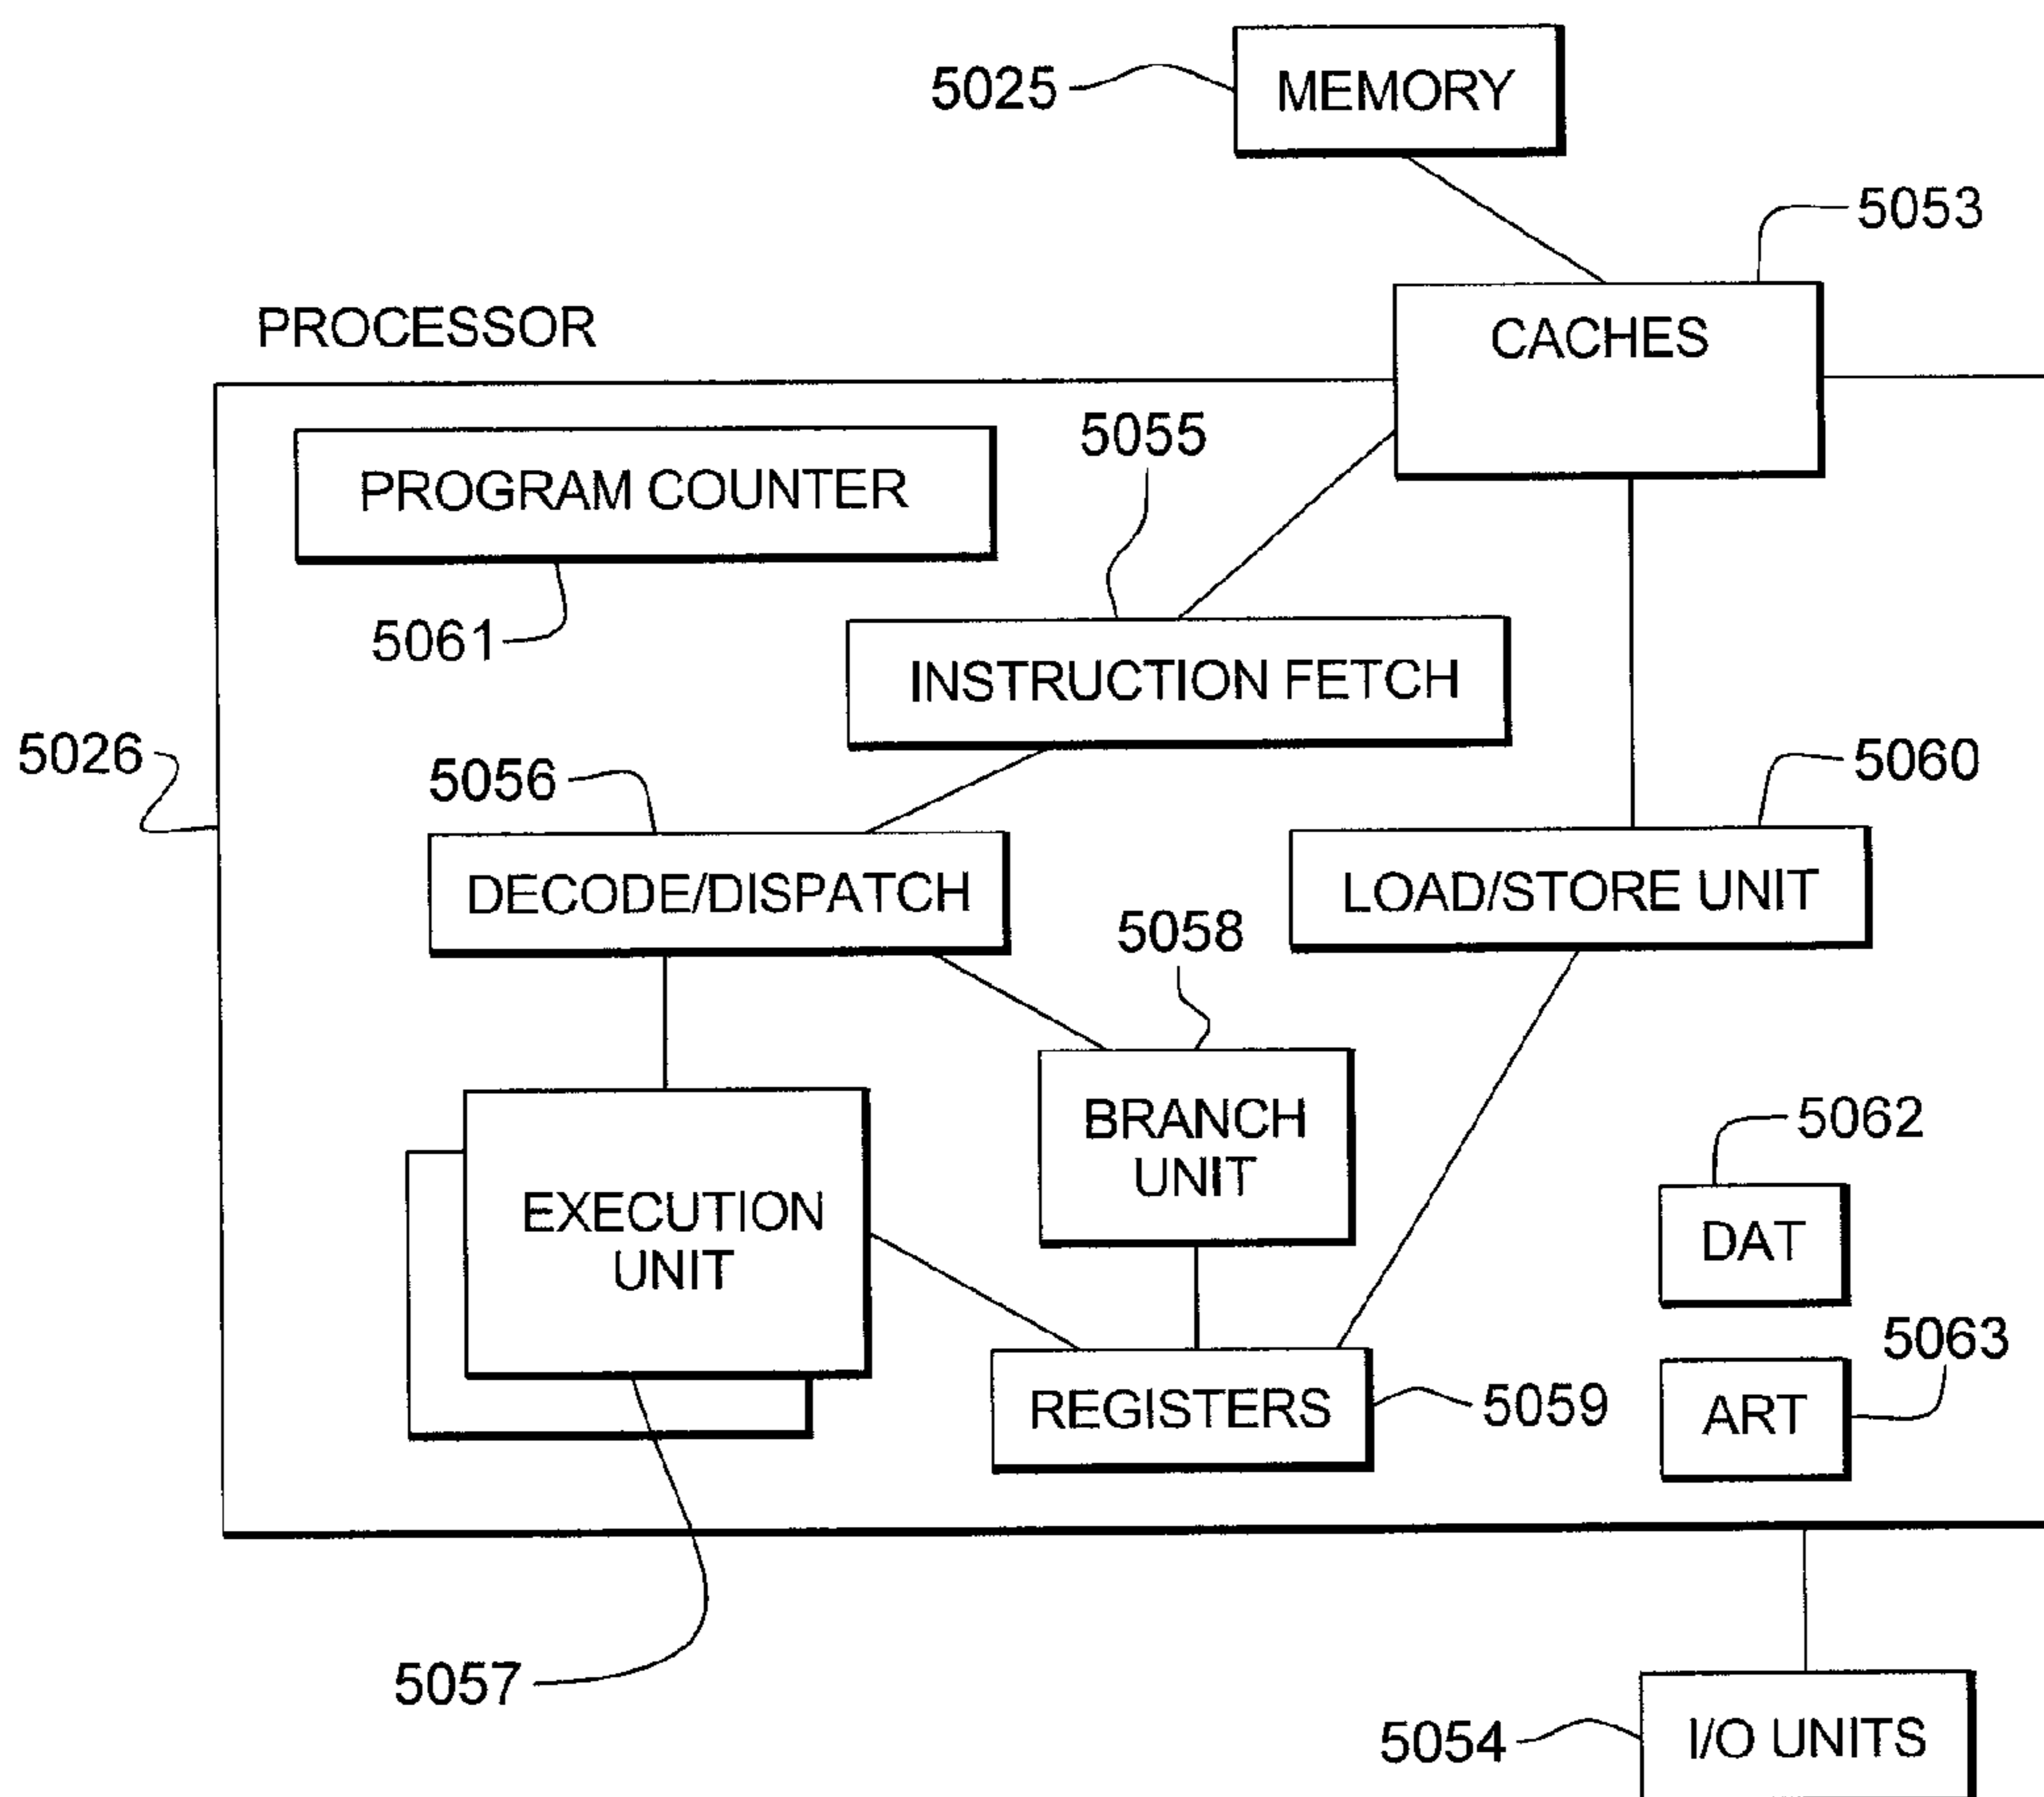 5025
MEMORY
5053
CACHES
PROCESSOR
5055
PROGRAM COUNTER
5061
INSTRUCTION FETCH
5026
5056
5060
DECODE/DISPATCH
LOAD/STORE UNIT
5058
BRANCH
UNIT
5062
DAT
EXECUTION
UNIT
5063
ART
REGISTERS
5059
5057
5054
I/O UNITS